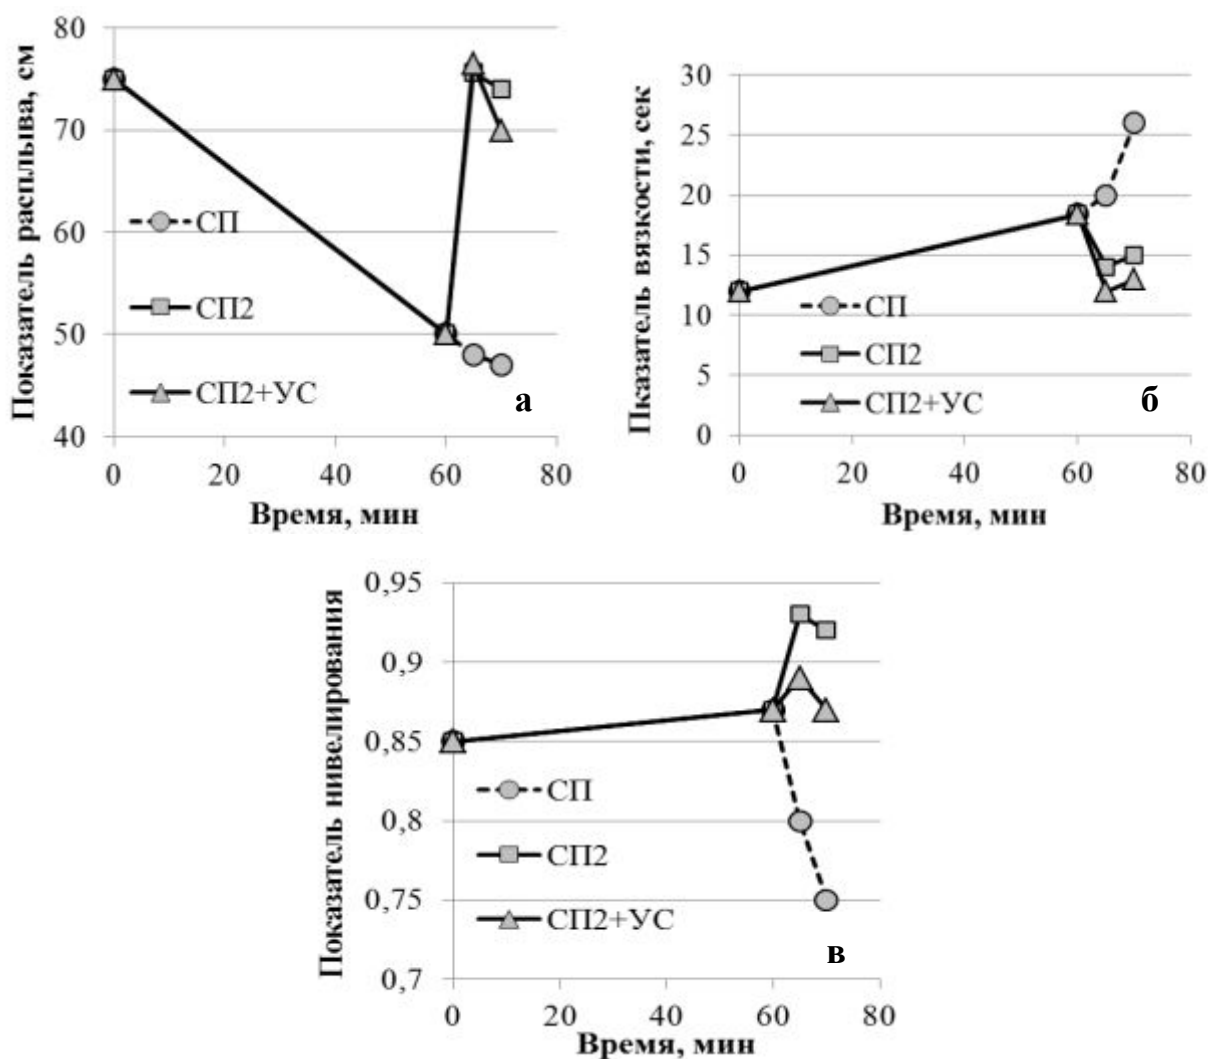 Показатель расплыва, см
80
70
60
50
40
СП
СП2
СП2+УС
а
0 20 40 60 80
Время, мин
Пказатель вязкости, сек
30
25
20
15
10
5
0
СП
СП2
СП2+УС
б
0 20 40 60 80
Время, мин
Показатель нивелирования
0,95
0,9
0,85
0,8
0,75
0,7
СП
СП2
СП2+УС
в
0 20 40 60 80
Время, мин